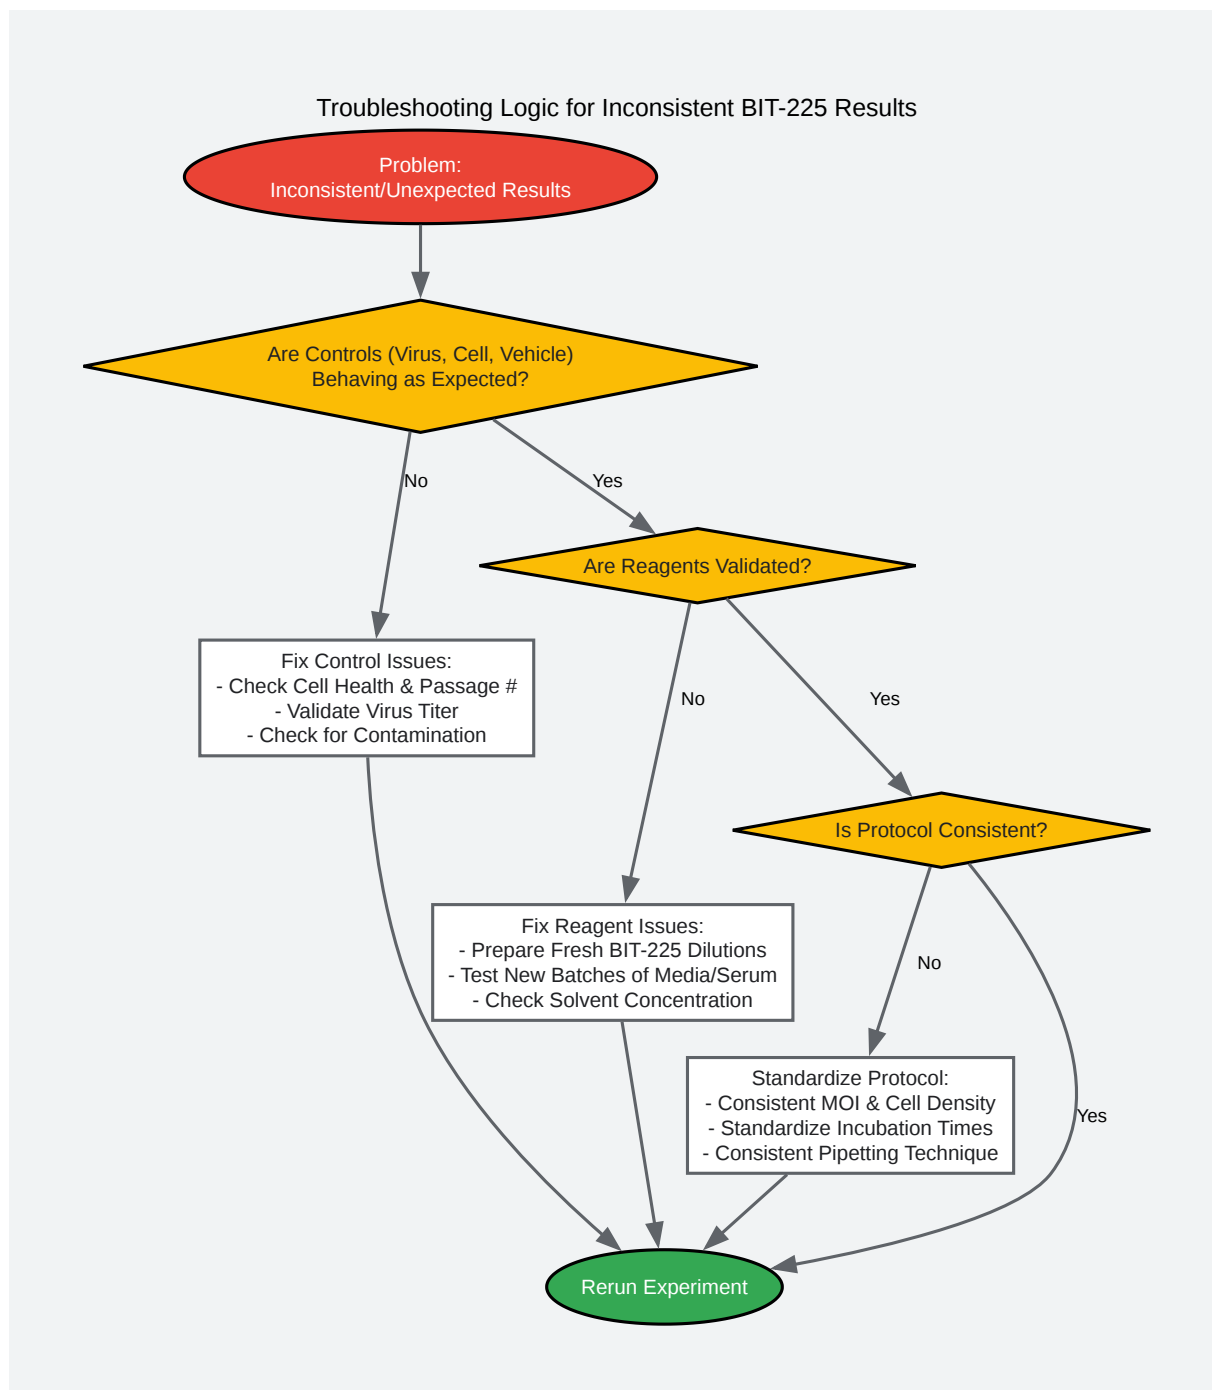 Troubleshooting Logic for Inconsistent BIT-225 Results
Problem:
Inconsistent/Unexpected Results
Are Controls (Virus, Cell, Vehicle)
Behaving as Expected?
No
Yes
Are Reagents Validated?
Fix Control Issues:
- Check Cell Health & Passage #
- Validate Virus Titer
- Check for Contamination
No
Yes
Is Protocol Consistent?
Fix Reagent Issues:
- Prepare Fresh BIT-225 Dilutions
- Test New Batches of Media/Serum
- Check Solvent Concentration
No
Standardize Protocol:
- Consistent MOI & Cell Density
- Standardize Incubation Times
- Consistent Pipetting Technique
Yes
Rerun Experiment